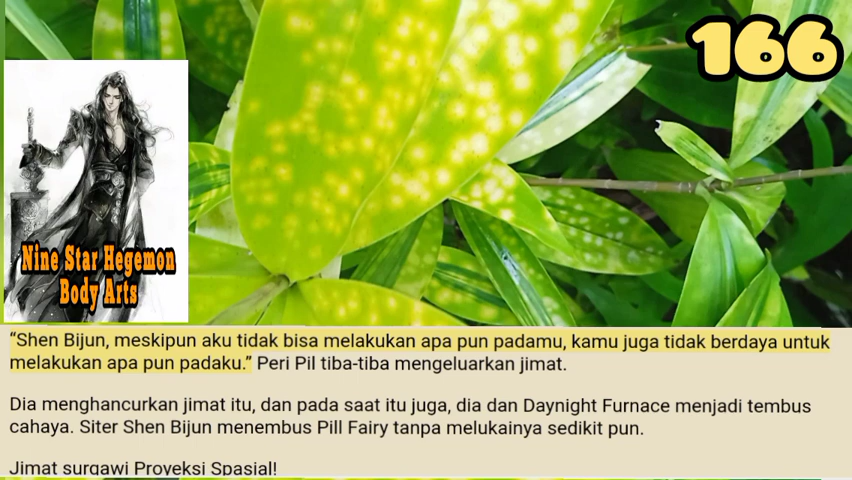 166
Nine Star Hegemon
Body Arts
“Shen Bijun, meskipun aku tidak bisa melakukan apa pun padamu, kamu juga tidak berdaya untuk
melakukan apa pun padaku.” Peri Pil tiba-tiba mengeluarkan jimat.
Dia menghancurkan jimat itu, dan pada saat itu juga, dia dan Daynight Furnace menjadi tembus
cahaya. Siter Shen Bijun menembus Pill Fairy tanpa melukainya sedikit pun.
Jimat surgawi Proyeksi Spasial!